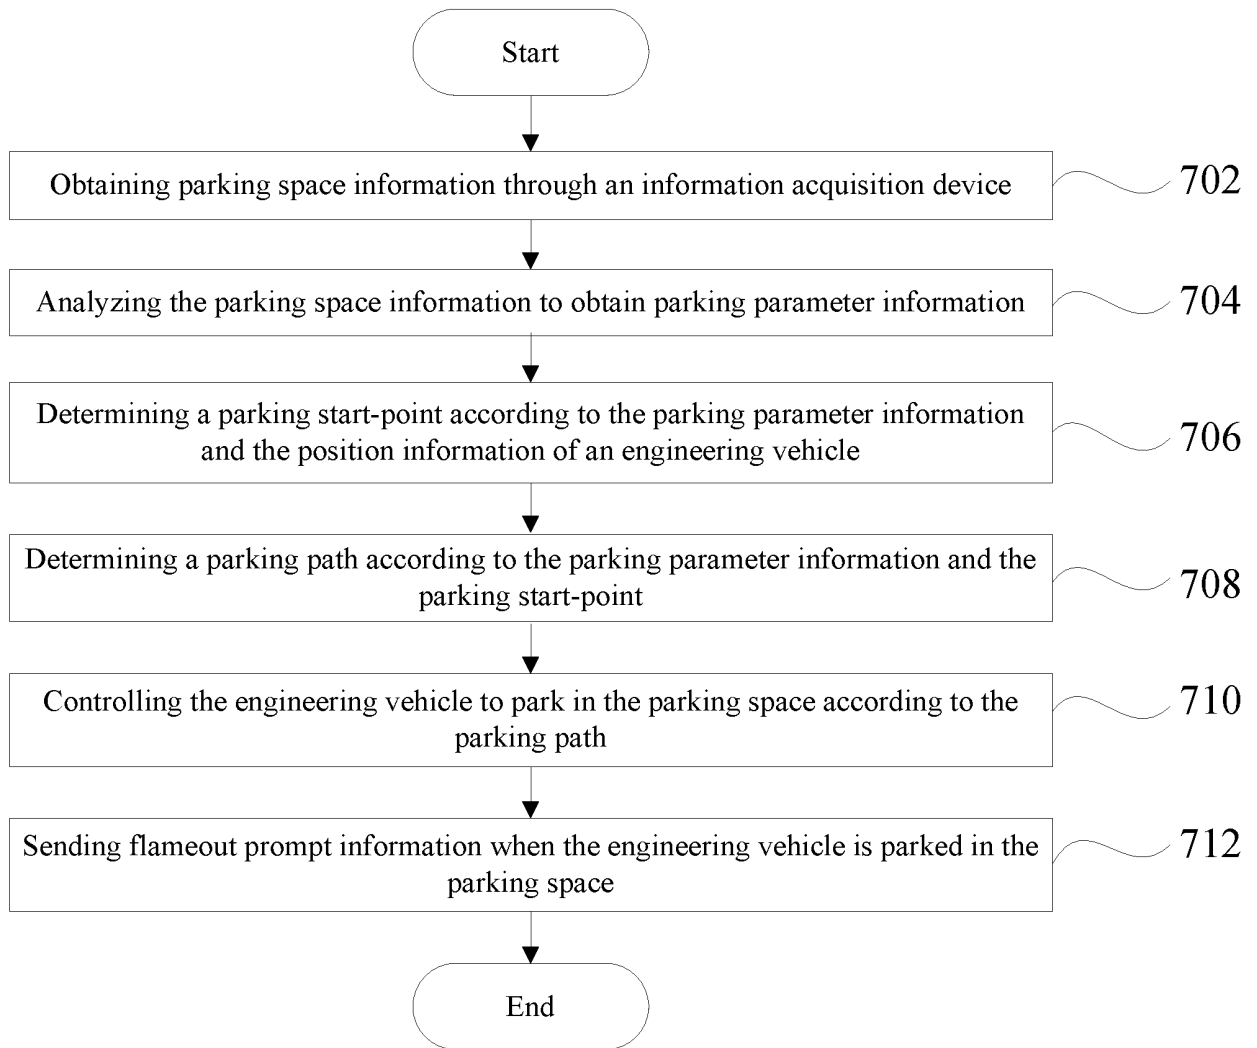 Start
Obtaining parking space information through an information acquisition device
702
Analyzing the parking space information to obtain parking parameter information
704
Determining a parking start-point according to the parking parameter information
and the position information of an engineering vehicle
706
Determining a parking path according to the parking parameter information and the
parking start-point
708
Controlling the engineering vehicle to park in the parking space according to the
parking path
710
Sending flameout prompt information when the engineering vehicle is parked in the
parking space
712
End